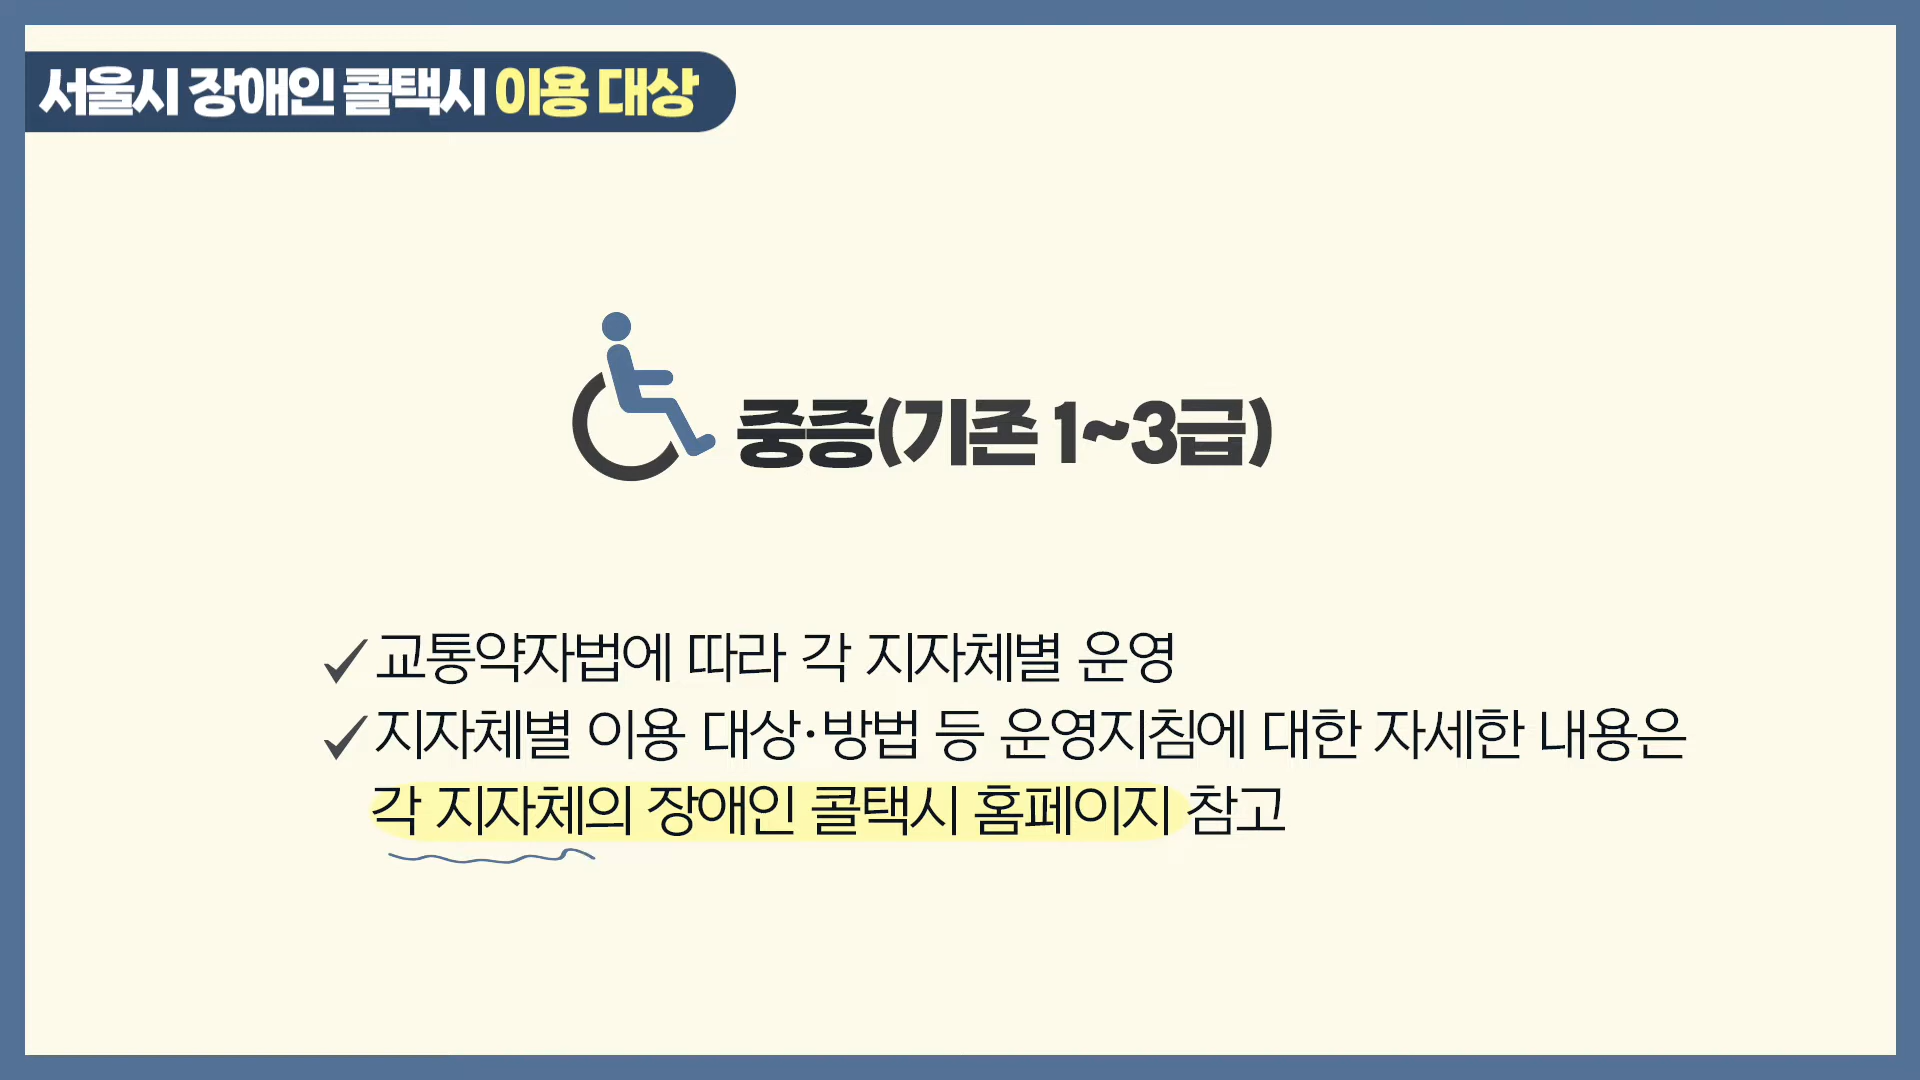 서울시 장애인 콜택시 이용 대상
중증(기존 1~3급)
교통약자법에 따라 각 지자체별 운영
지자체별 이용 대상·방법 등 운영지침에 대한 자세한 내용은
각 지자체의 장애인 콜택시 홈페이지 참고